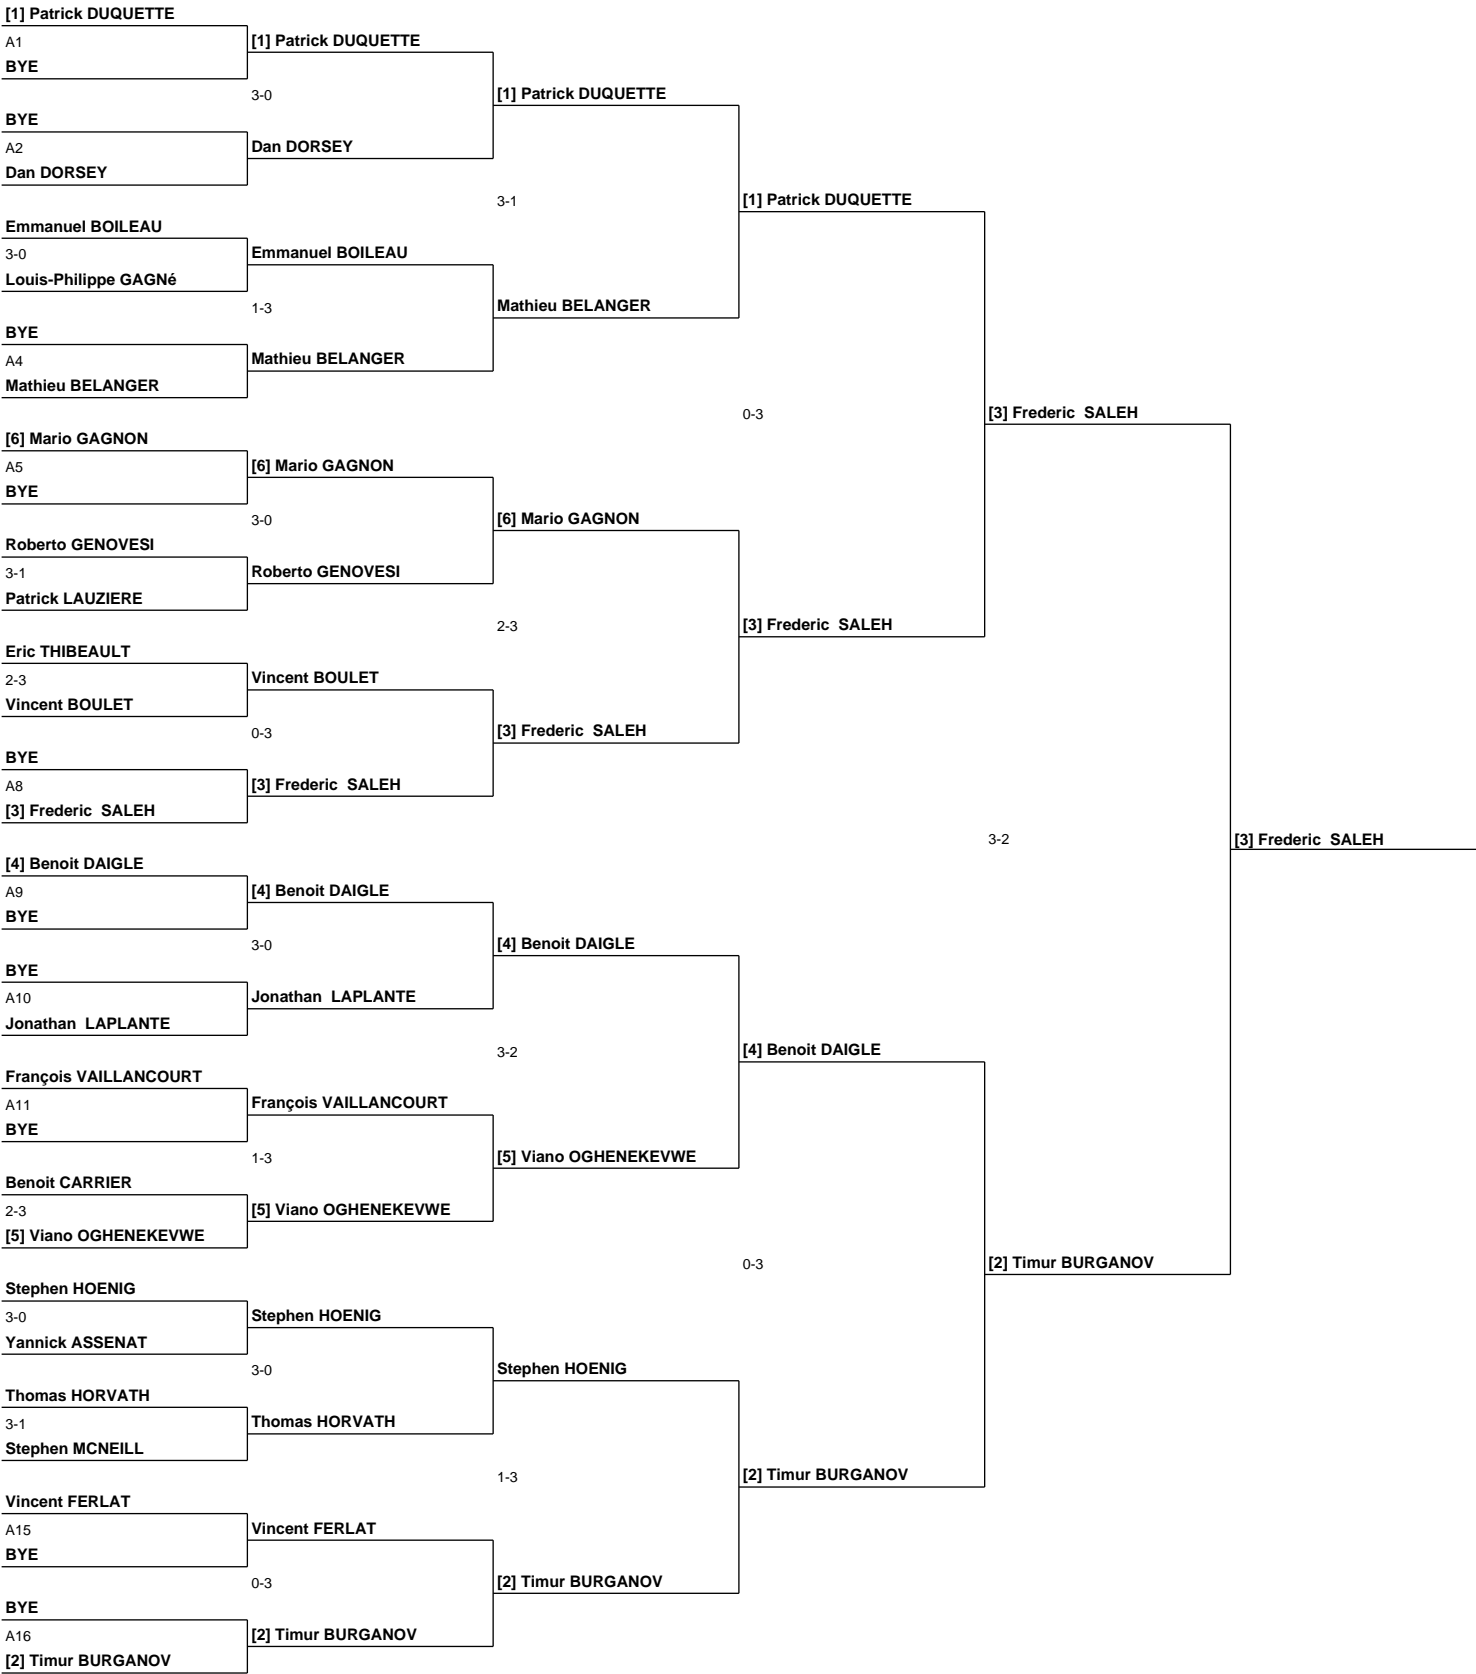 [1] Patrick DUQUETTE
A1
BYE
BYE
A2
Dan DORSEY
Emmanuel BOILEAU
3-0
Louis-Philippe GAGNé
BYE
A4
Mathieu BELANGER
[6] Mario GAGNON
A5
BYE
Roberto GENOVESI
3-1
Patrick LAUZIERE
Eric THIBEAULT
2-3
Vincent BOULET
BYE
A8
[3] Frederic  SALEH
[4] Benoit DAIGLE
A9
BYE
BYE
A10
Jonathan  LAPLANTE
François VAILLANCOURT
A11
BYE
Benoit CARRIER
2-3
[5] Viano OGHENEKEVWE
Stephen HOENIG
3-0
Yannick ASSENAT
Thomas HORVATH
3-1
Stephen MCNEILL
Vincent FERLAT
A15
BYE
BYE
A16
[2] Timur BURGANOV
[1] Patrick DUQUETTE
3-0
Dan DORSEY
Emmanuel BOILEAU
1-3
Mathieu BELANGER
[6] Mario GAGNON
3-0
Roberto GENOVESI
Vincent BOULET
0-3
[3] Frederic  SALEH
[4] Benoit DAIGLE
3-0
Jonathan  LAPLANTE
François VAILLANCOURT
1-3
[5] Viano OGHENEKEVWE
Stephen HOENIG
3-0
Thomas HORVATH
Vincent FERLAT
0-3
[2] Timur BURGANOV
[1] Patrick DUQUETTE
3-1
Mathieu BELANGER
[6] Mario GAGNON
2-3
[3] Frederic  SALEH
[4] Benoit DAIGLE
3-2
[5] Viano OGHENEKEVWE
Stephen HOENIG
1-3
[2] Timur BURGANOV
[1] Patrick DUQUETTE
0-3
[3] Frederic  SALEH
[4] Benoit DAIGLE
0-3
[2] Timur BURGANOV
[3] Frederic  SALEH
3-2
[2] Timur BURGANOV
[3] Frederic  SALEH